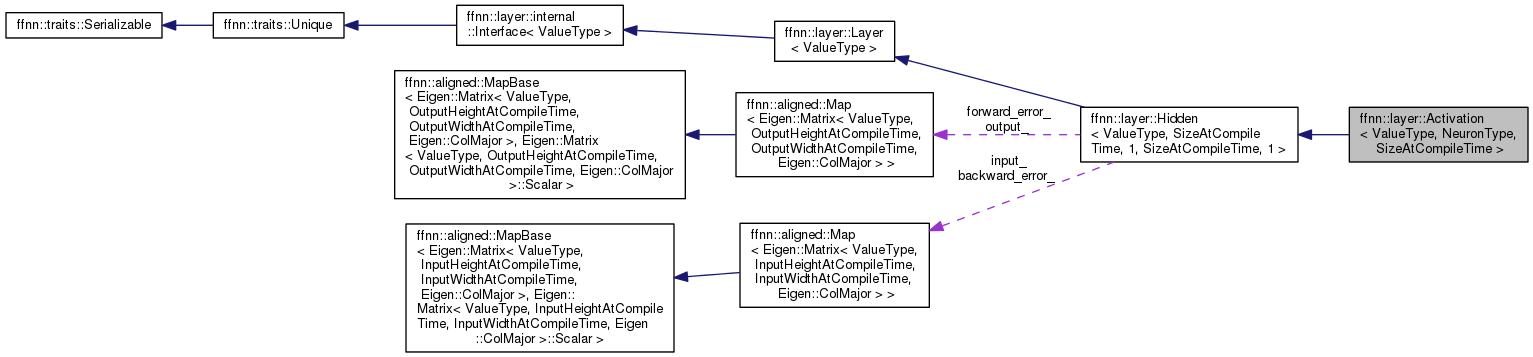 ffnn::traits::Serializable
ffnn::traits::Unique
ffnn::layer::internal
::Interface< ValueType >
ffnn::layer::Layer
< ValueType >
ffnn::aligned::MapBase
< Eigen::Matrix< ValueType,
OutputHeightAtCompileTime,
OutputWidthAtCompileTime,
Eigen::ColMajor >, Eigen::Matrix
< ValueType, OutputHeightAtCompileTime,
OutputWidthAtCompileTime, Eigen::ColMajor
>::Scalar >
ffnn::aligned::Map
< Eigen::Matrix< ValueType,
OutputHeightAtCompileTime,
OutputWidthAtCompileTime,
Eigen::ColMajor > >
forward_error_
output_
input_
backward_error_
ffnn::layer::Hidden
< ValueType, SizeAtCompile
Time, 1, SizeAtCompileTime, 1 >
ffnn::layer::Activation
< ValueType, NeuronType,
SizeAtCompileTime >
ffnn::aligned::MapBase
< Eigen::Matrix< ValueType,
InputHeightAtCompileTime,
InputWidthAtCompileTime,
Eigen::ColMajor >, Eigen::
Matrix< ValueType, InputHeightAtCompile
Time, InputWidthAtCompileTime, Eigen
::ColMajor >::Scalar >
ffnn::aligned::Map
< Eigen::Matrix< ValueType,
InputHeightAtCompileTime,
InputWidthAtCompileTime,
Eigen::ColMajor > >